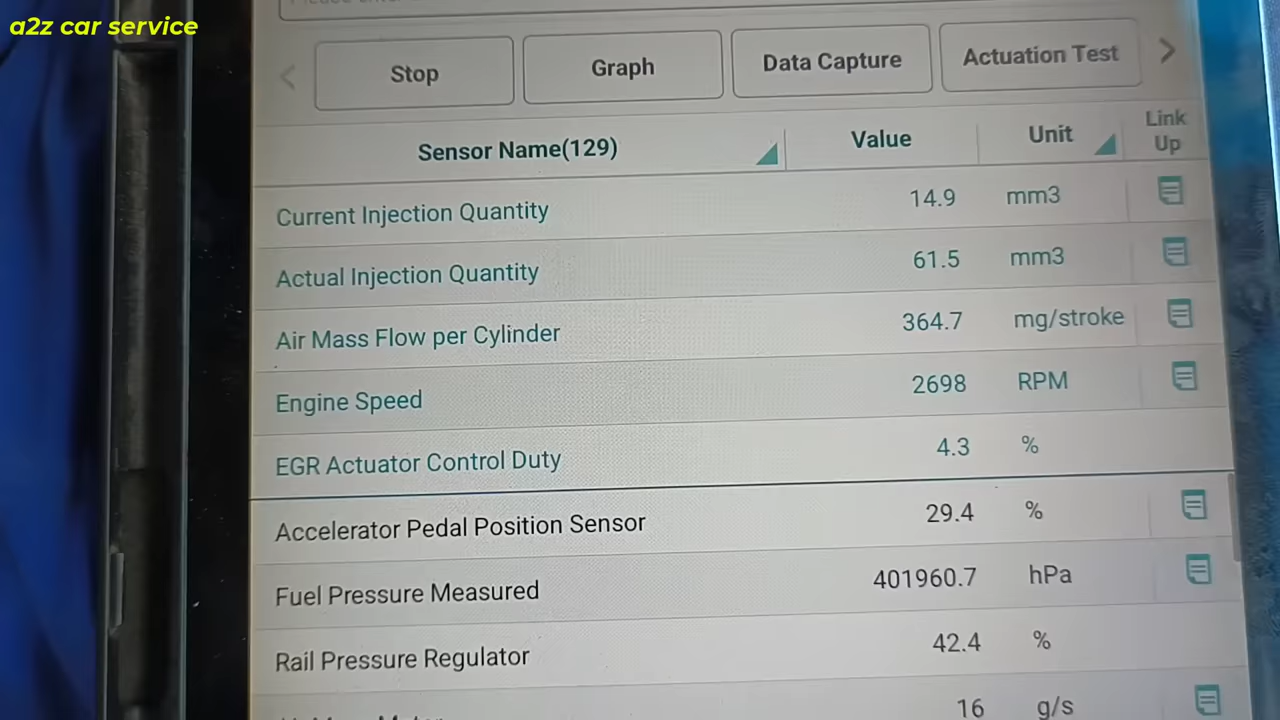 a2z car service
Stop Graph Data Capture Actuation Test
Sensor Name(129) Value Unit Link Up
Current Injection Quantity 14.9 mm3
Actual Injection Quantity 61.5 mm3
Air Mass Flow per Cylinder 364.7 mg/stroke
Engine Speed 2698 RPM
EGR Actuator Control Duty 4.3 %
Accelerator Pedal Position Sensor 29.4 %
Fuel Pressure Measured 401960.7 hPa
Rail Pressure Regulator 42.4 %
16 g/s